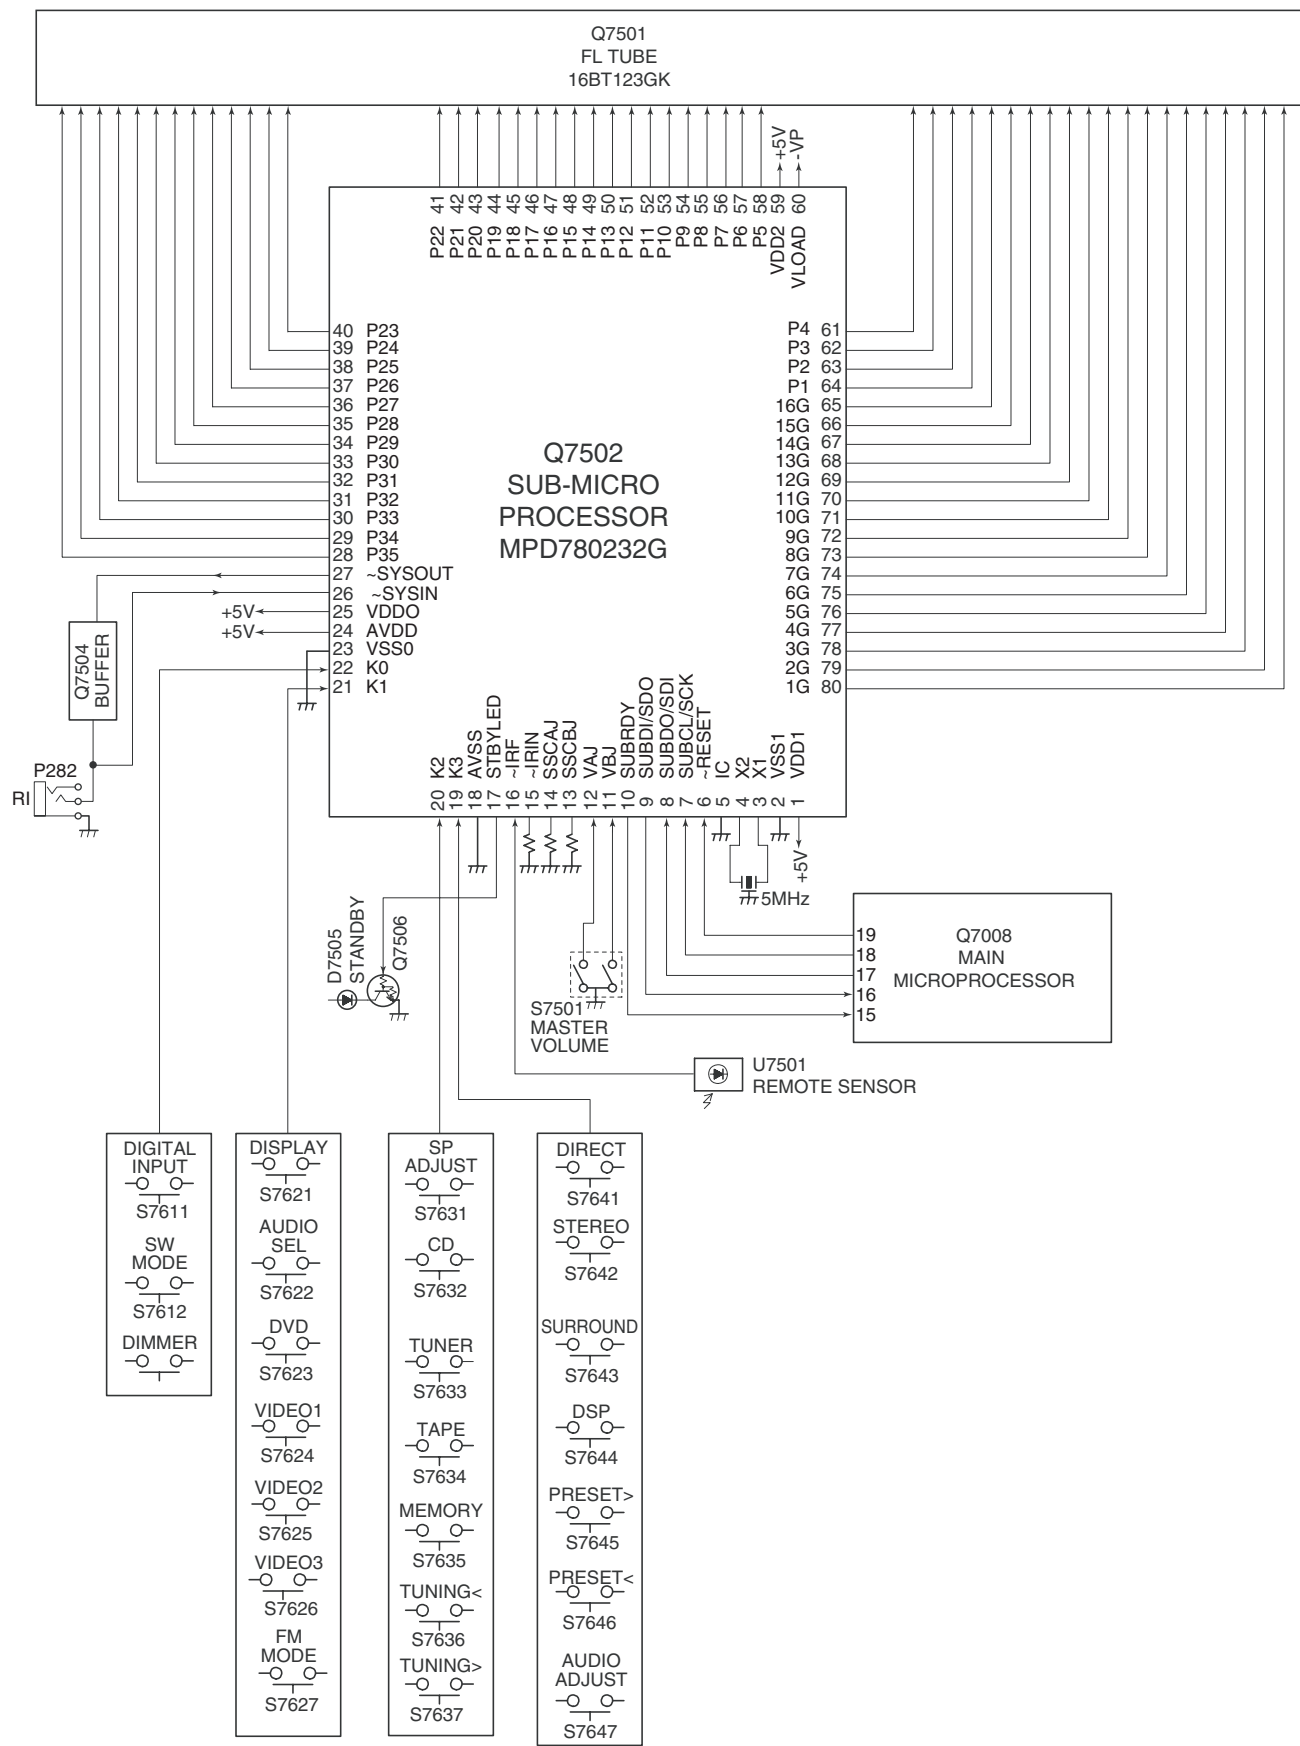 Q7501
FL TUBE
16BT123GK
+5V
-VP
41 42 43 44 45 46 47 48 49 50 51 52 53 54 55 56 57 58 59 60
P22 P21 P20 P19 P18 P17 P16 P15 P14 P13 P12 P11 P10 P9 P8 P7 P6 P5 VDD2 VLOAD
40 P23
39 P24
38 P25
37 P26
36 P27
35 P28
34 P29
33 P30
32 P31
31 P32
30 P33
29 P34
28 P35
27 ~SYSOUT
26 ~SYSIN
25 VDDO
24 AVDD
23 VSS0
22 K0
21 K1
+5V
+5V
Q7502
SUB-MICRO
PROCESSOR
MPD780232G
P4 61
P3 62
P2 63
P1 64
16G 65
15G 66
14G 67
13G 68
12G 69
11G 70
10G 71
9G 72
8G 73
7G 74
6G 75
5G 76
4G 77
3G 78
2G 79
1G 80
Q7504
BUFFER
P282
RI
K2 K3 AVSS STBYLED ~IRF ~IRIN SSCAJ SSCBJ VAJ VBJ SUBRDY SUBDI/SDO SUBDO/SDI SUBCL/SCK ~RESET IC X2 X1 VSS1 VDD1
20 19 18 17 16 15 14 13 12 11 10 9 8 7 6 5 4 3 2 1
+5V
5MHz
D7505
STANDBY
Q7506
S7501
MASTER
VOLUME
19
18
17
16
15
Q7008
MAIN
MICROPROCESSOR
U7501
REMOTE SENSOR
DIGITAL
INPUT
S7611
SW
MODE
S7612
DIMMER
DISPLAY
S7621
AUDIO
SEL
S7622
DVD
S7623
VIDEO1
S7624
VIDEO2
S7625
VIDEO3
S7626
FM
MODE
S7627
SP
ADJUST
S7631
CD
S7632
TUNER
S7633
TAPE
S7634
MEMORY
S7635
TUNING<
S7636
TUNING>
S7637
DIRECT
S7641
STEREO
S7642
SURROUND
S7643
DSP
S7644
PRESET>
S7645
PRESET<
S7646
AUDIO
ADJUST
S7647